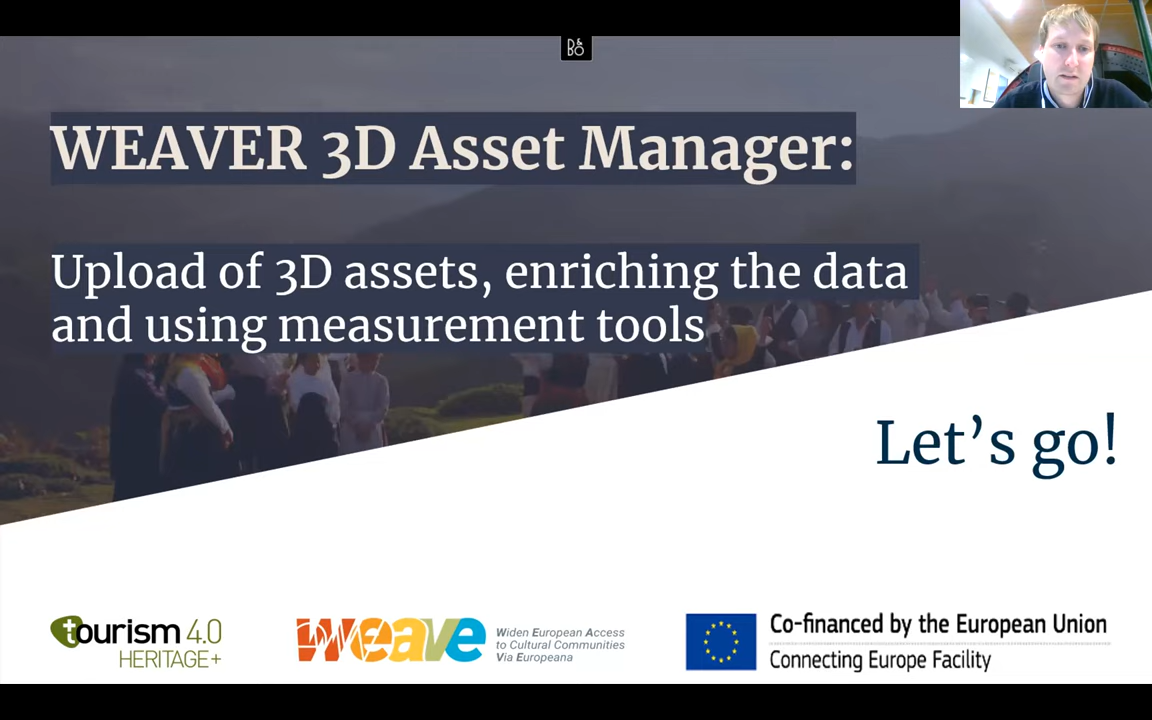 B&O
WEAVER 3D Asset Manager:
Upload of 3D assets, enriching the data
and using measurement tools
Let’s go!
tourism 4.0
HERITAGE+
weave
Widen European Access
to Cultural Communities
Via Europeana
Co-financed by the European Union
Connecting Europe Facility